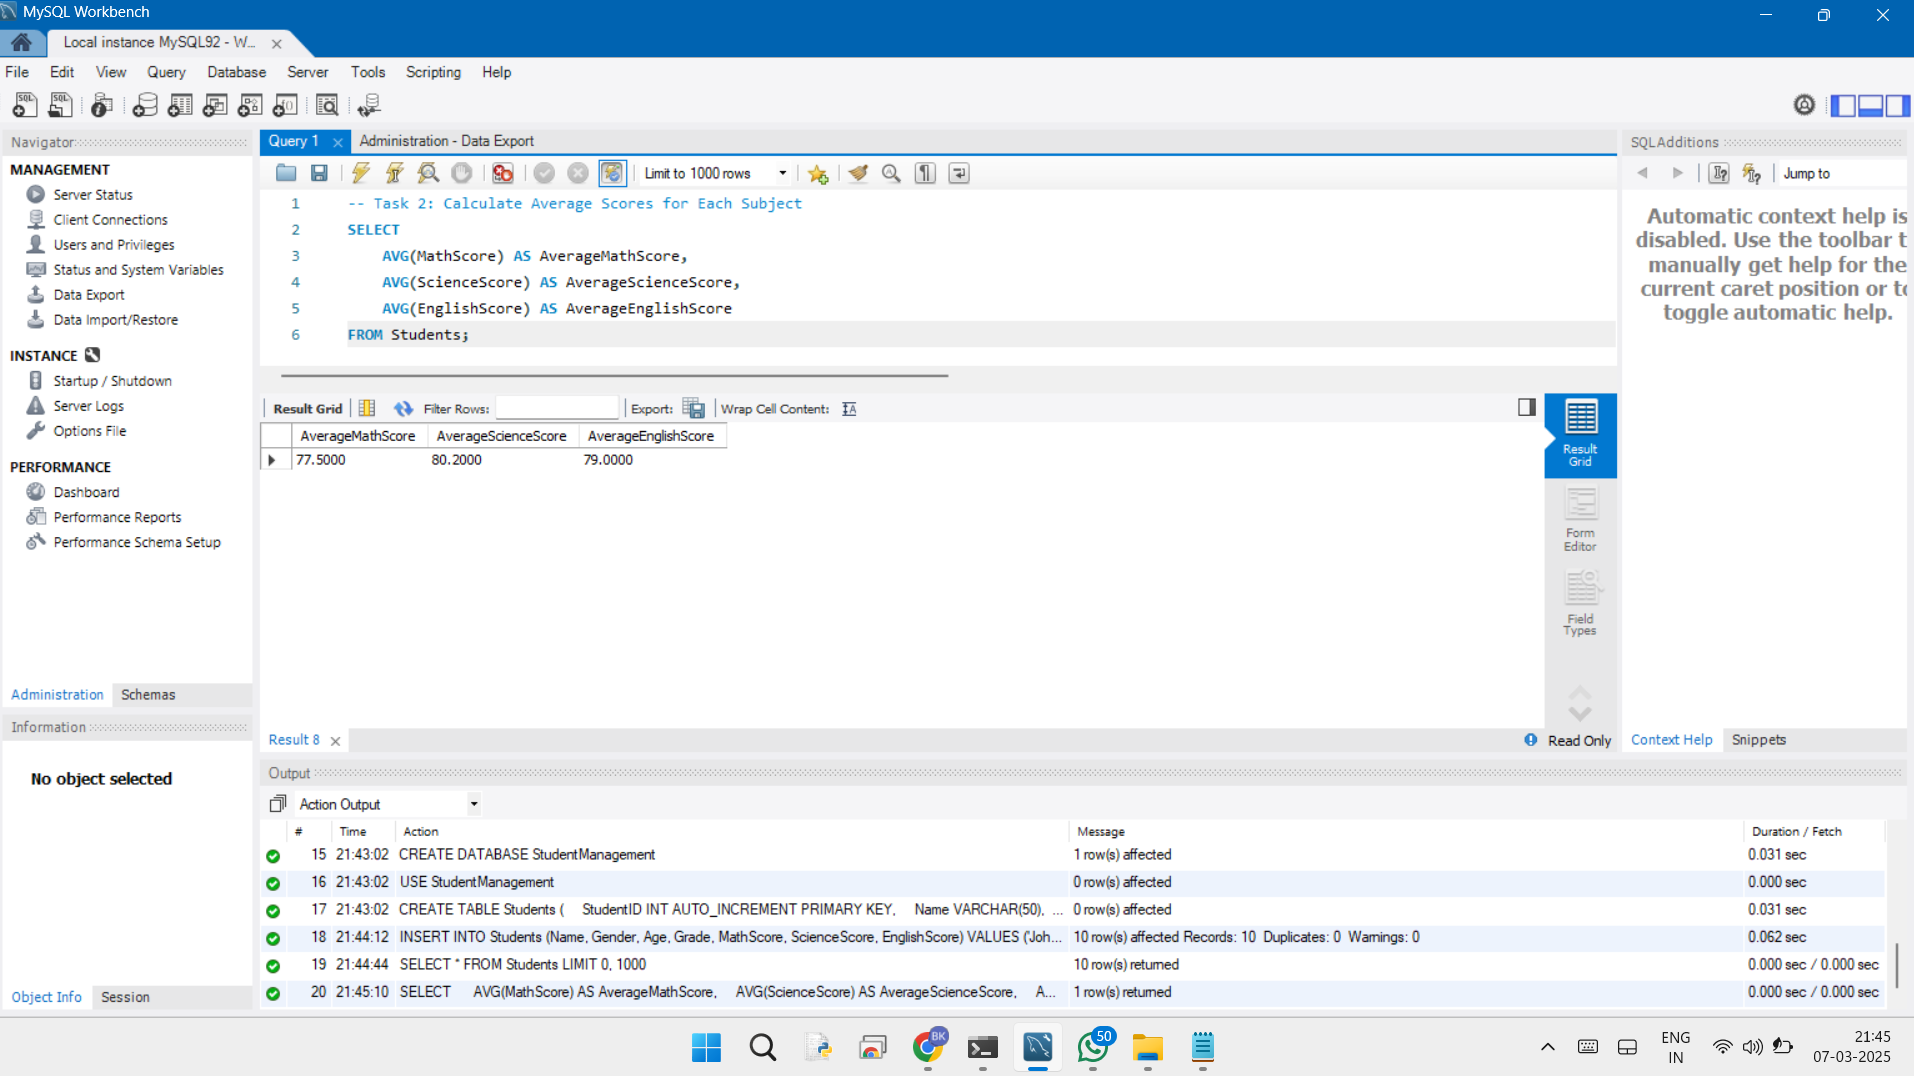 MySQL Workbench
Local instance MySQL92 - W...
File Edit View Query Database Server Tools Scripting Help
Navigator
MANAGEMENT
Server Status
Client Connections
Users and Privileges
Status and System Variables
Data Export
Data Import/Restore
INSTANCE
Startup / Shutdown
Server Logs
Options File
PERFORMANCE
Dashboard
Performance Reports
Performance Schema Setup
Administration Schemas
Information
No object selected
Object Info Session
Query 1 Administration - Data Export
Limit to 1000 rows
1 -- Task 2: Calculate Average Scores for Each Subject
2 SELECT
3 AVG(MathScore) AS AverageMathScore,
4 AVG(ScienceScore) AS AverageScienceScore,
5 AVG(EnglishScore) AS AverageEnglishScore
6 FROM Students;
Result Grid Filter Rows: Export: Wrap Cell Content:
AverageMathScore AverageScienceScore AverageEnglishScore
77.5000 80.2000 79.0000
Result
Grid
Form
Editor
Field
Types
Result 8 Read Only
SQLAdditions
Jump to
Automatic context help is
disabled. Use the toolbar t
manually get help for the
current caret position or to
toggle automatic help.
Context Help Snippets
Output
Action Output
# Time Action Message Duration / Fetch
15 21:43:02 CREATE DATABASE StudentManagement 1 row(s) affected 0.031 sec
16 21:43:02 USE StudentManagement 0 row(s) affected 0.000 sec
17 21:43:02 CREATE TABLE Students ( StudentID INT AUTO_INCREMENT PRIMARY KEY, Name VARCHAR(50), ... 0 row(s) affected 0.031 sec
18 21:44:12 INSERT INTO Students (Name, Gender, Age, Grade, MathScore, ScienceScore, EnglishScore) VALUES ('Joh... 10 row(s) affected Records: 10 Duplicates: 0 Warnings: 0 0.062 sec
19 21:44:44 SELECT * FROM Students LIMIT 0, 1000 10 row(s) returned 0.000 sec / 0.000 sec
20 21:45:10 SELECT AVG(MathScore) AS AverageMathScore, AVG(ScienceScore) AS AverageScienceScore, A... 1 row(s) returned 0.000 sec / 0.000 sec
BK
50
ENG
IN
21:45
07-03-2025